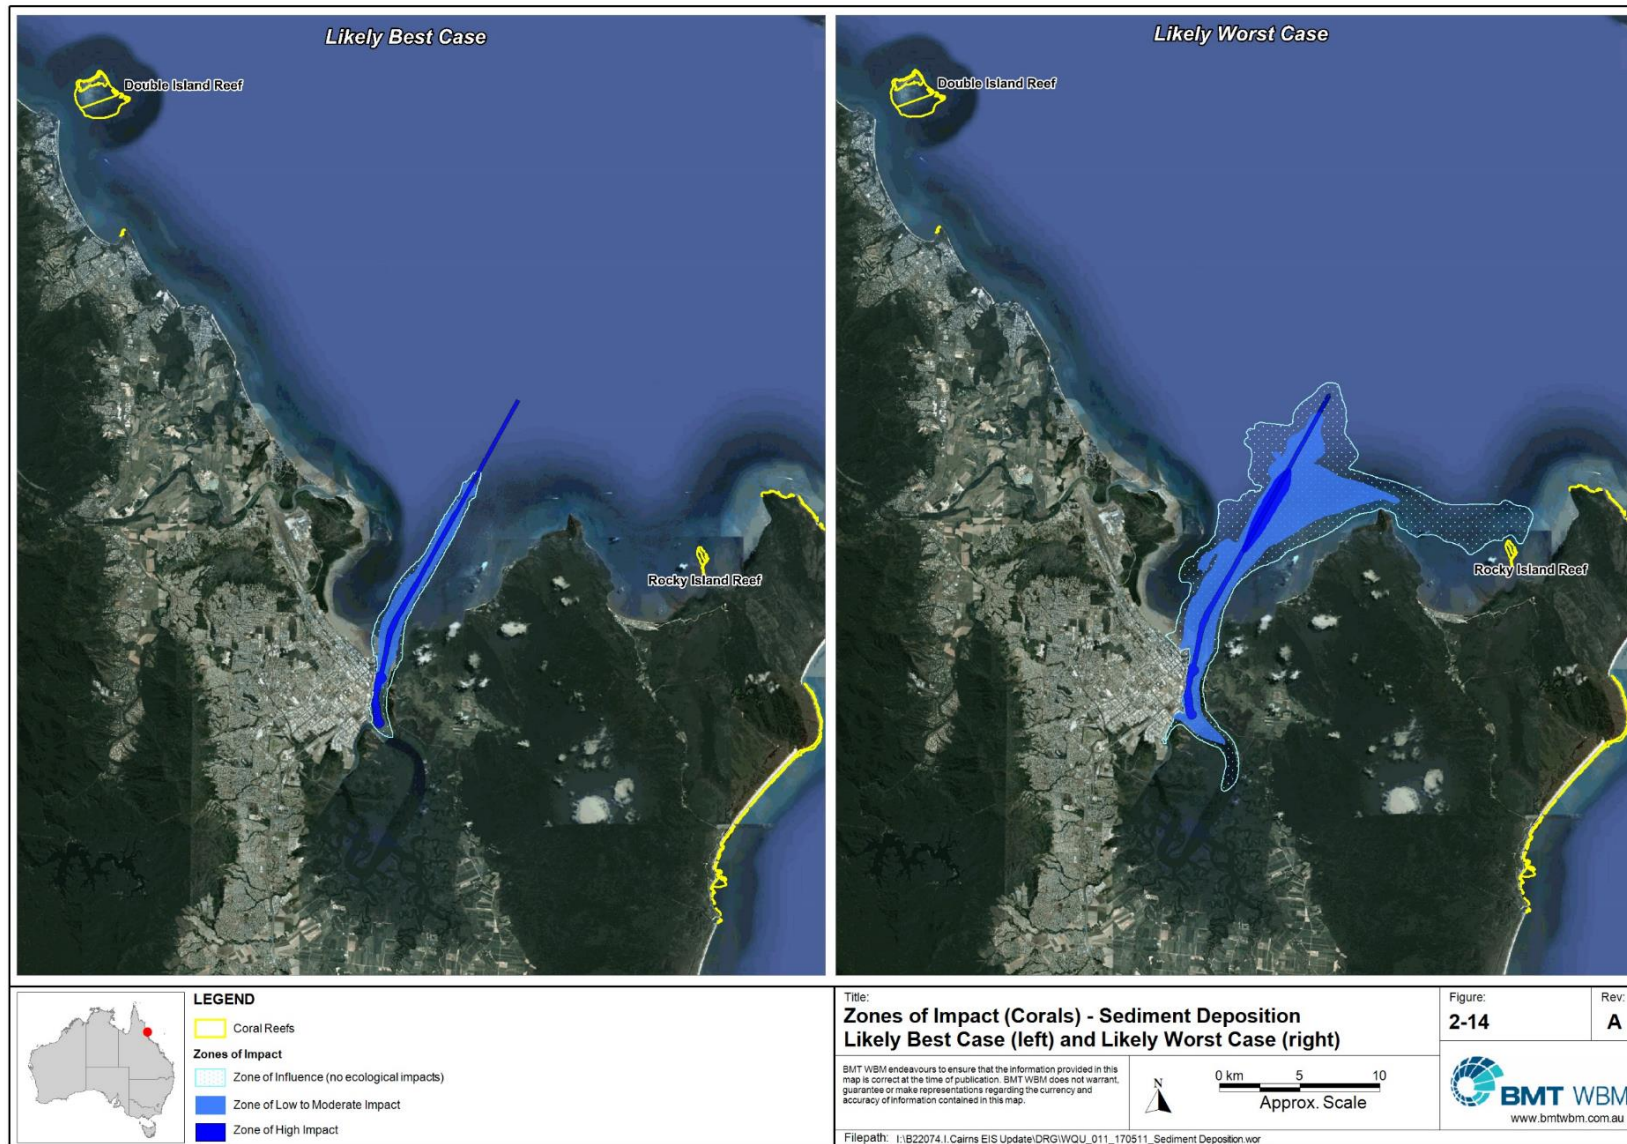 Likely Best Case
Double Island Reef
Rocky Island Reef
Likely Worst Case
Double Island Reef
Rocky Island Reef
LEGEND
Coral Reefs
Zones of Impact
Zone of Influence (no ecological impacts)
Zone of Low to Moderate Impact
Zone of High Impact
Title:
Zones of Impact (Corals) - Sediment Deposition
Likely Best Case (left) and Likely Worst Case (right)
BMT WBM endeavours to ensure that the information provided in this
map is correct at the time of publication. BMT WBM does not warrant,
guarantee or make representations regarding the currency and
accuracy of information contained in this map.
N
0 km 5 10
Approx. Scale
Filepath: I:\B22074.I.Cairns EIS Update\DRG\WQU_011_170511_Sediment Deposition.wor
Figure:
2-14
Rev:
A
BMT WBM
www.bmtwbm.com.au